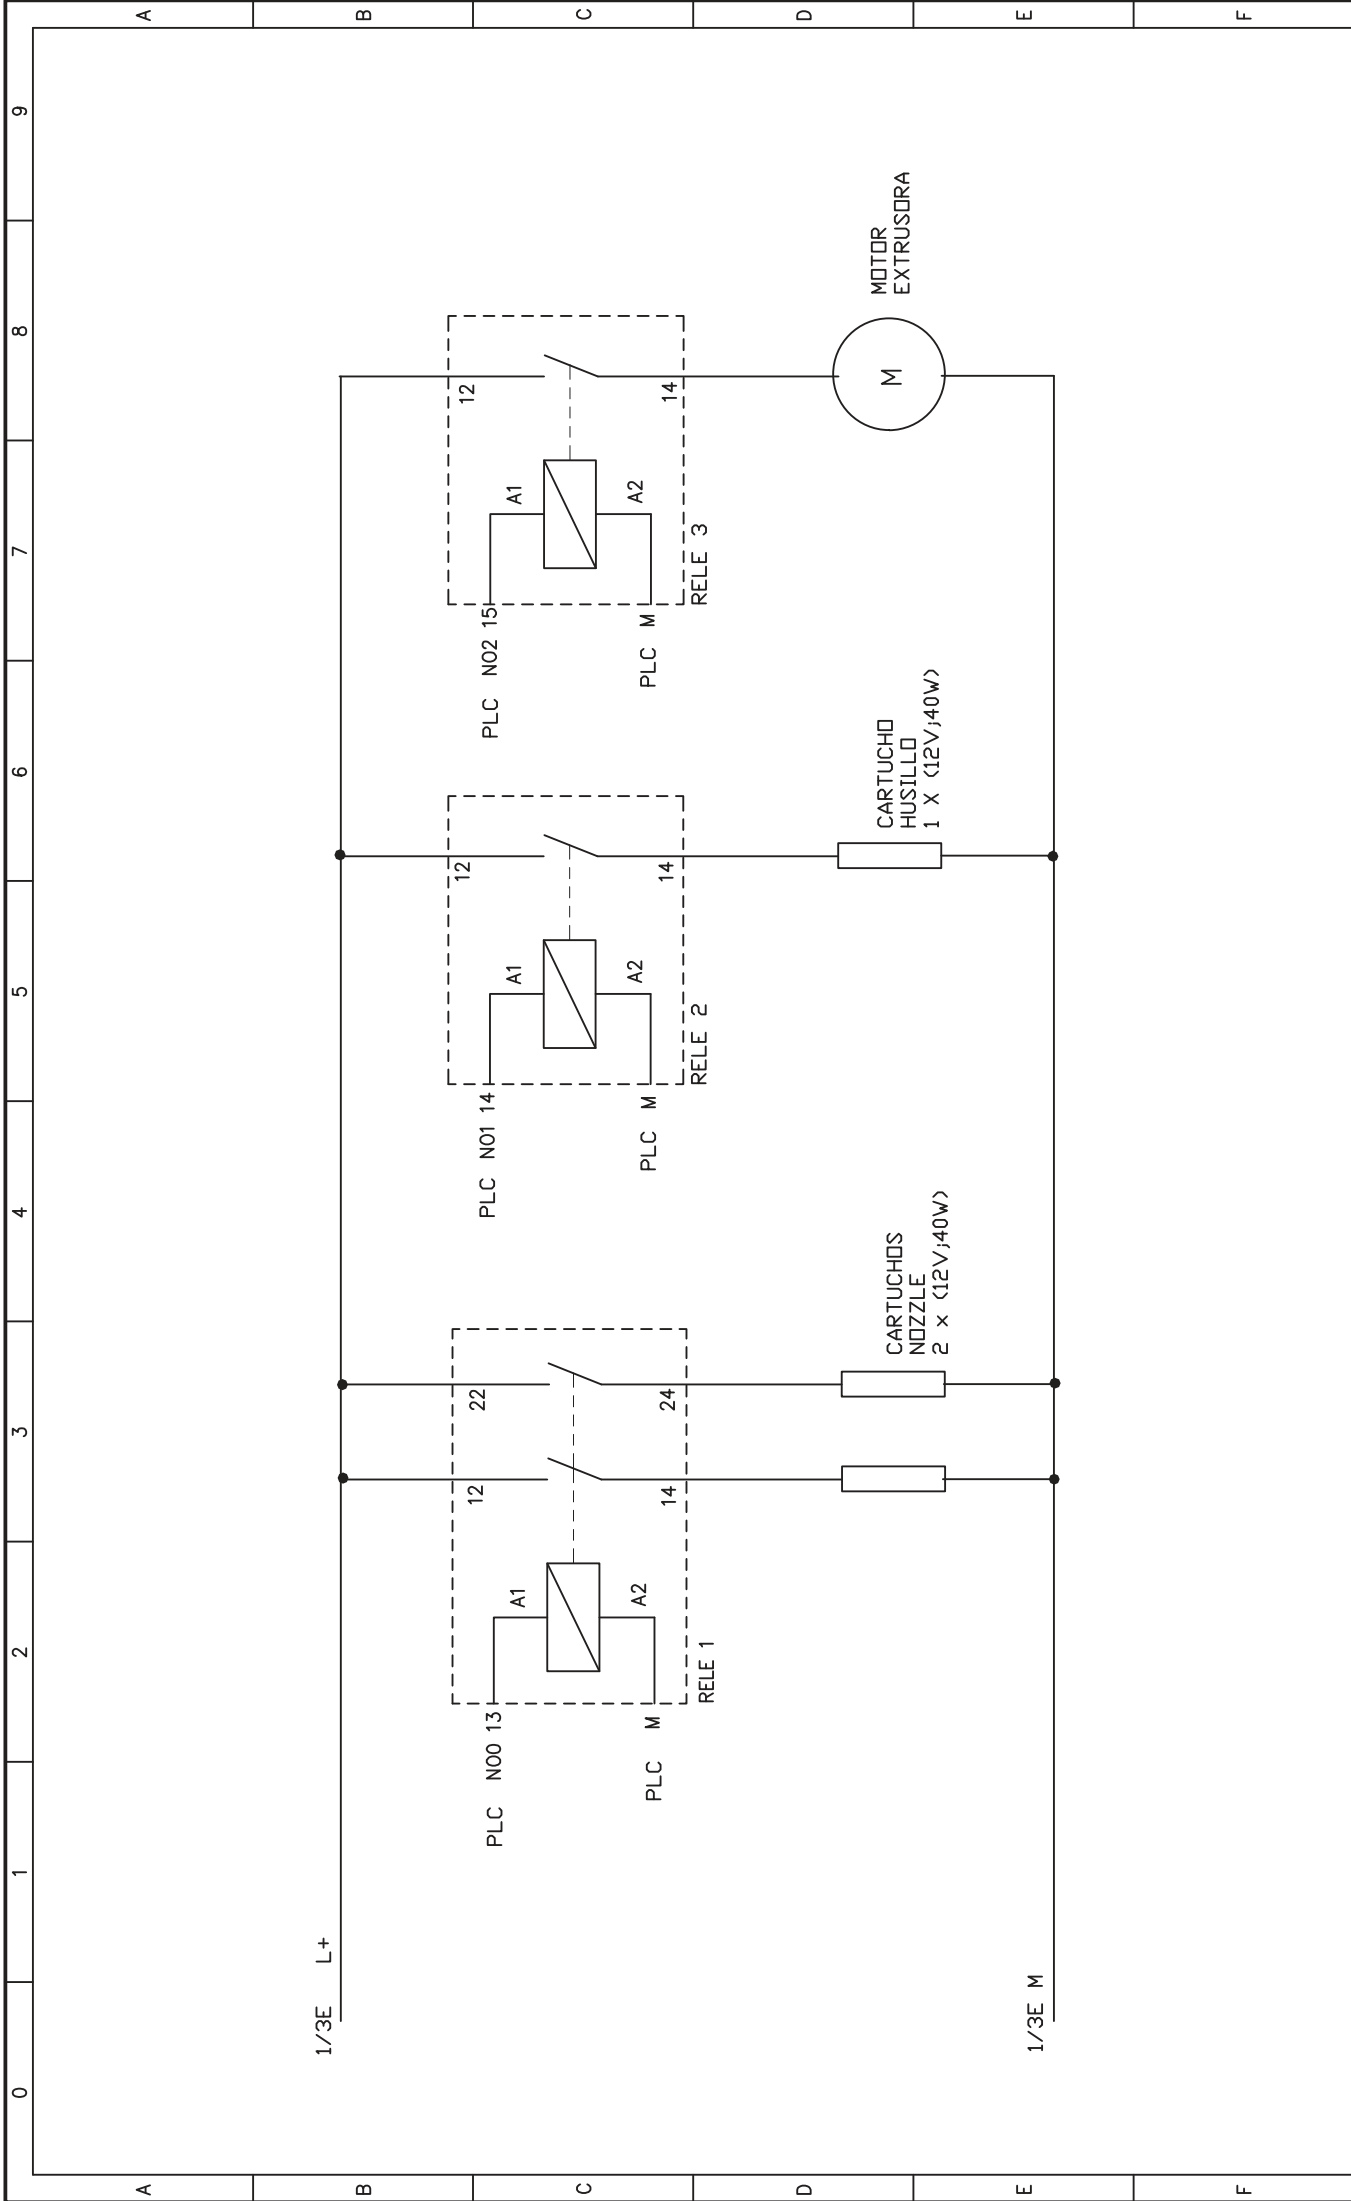 0
1
2
3
4
5
6
7
8
9
A
B
C
D
E
F
A
B
C
D
E
F
1/3E L+
1/3E M
PLC NO0 13
PLC M
A1
A2
12
14
22
24
RELE 1
CARTUCHOS
NOZZLE
2 x (12V;40W)
PLC NO1 14
PLC M
A1
A2
12
14
RELE 2
CARTUCHO
HUSILLO
1 X (12V;40W)
PLC NO2 15
PLC M
A1
A2
12
14
RELE 3
M
MOTOR
EXTRUSORA